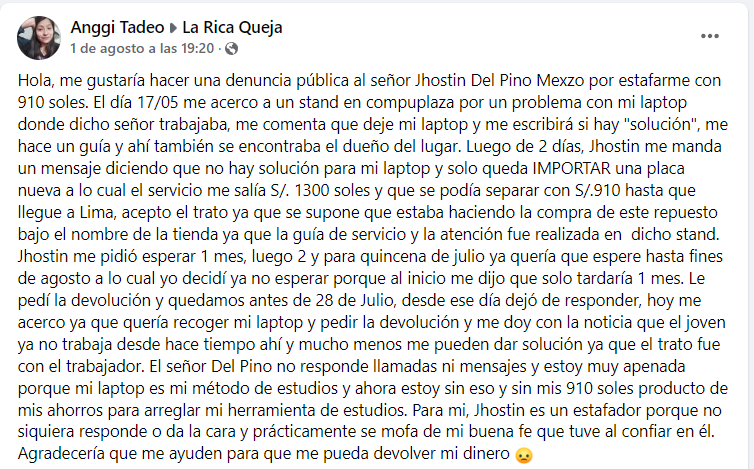 Anggi Tadeo ▸ La Rica Queja
1 de agosto a las 19:20 ·
Hola, me gustaría hacer una denuncia pública al señor Jhostin Del Pino Mexzo por estafarme con
910 soles. El día 17/05 me acerco a un stand en compuplaza por un problema con mi laptop
donde dicho señor trabajaba, me comenta que deje mi laptop y me escribirá si hay "solución", me
hace un guía y ahí también se encontraba el dueño del lugar. Luego de 2 días, Jhostin me manda
un mensaje diciendo que no hay solución para mi laptop y solo queda IMPORTAR una placa
nueva a lo cual el servicio me salía S/. 1300 soles y que se podía separar con S/.910 hasta que
llegue a Lima, acepto el trato ya que se supone que estaba haciendo la compra de este repuesto
bajo el nombre de la tienda ya que la guía de servicio y la atención fue realizada en dicho stand.
Jhostin me pidió esperar 1 mes, luego 2 y para quincena de julio ya quería que espere hasta fines
de agosto a lo cual yo decidí ya no esperar porque al inicio me dijo que solo tardaría 1 mes. Le
pedí la devolución y quedamos antes de 28 de Julio, desde ese día dejó de responder, hoy me
acerco ya que quería recoger mi laptop y pedir la devolución y me doy con la noticia que el joven
ya no trabaja desde hace tiempo ahí y mucho menos me pueden dar solución ya que el trato fue
con el trabajador. El señor Del Pino no responde llamadas ni mensajes y estoy muy apenada
porque mi laptop es mi método de estudios y ahora estoy sin eso y sin mis 910 soles producto de
mis ahorros para arreglar mi herramienta de estudios. Para mi, Jhostin es un estafador porque no
siquiera responde o da la cara y prácticamente se mofa de mi buena fe que tuve al confiar en él.
Agradecería que me ayuden para que me pueda devolver mi dinero 😞